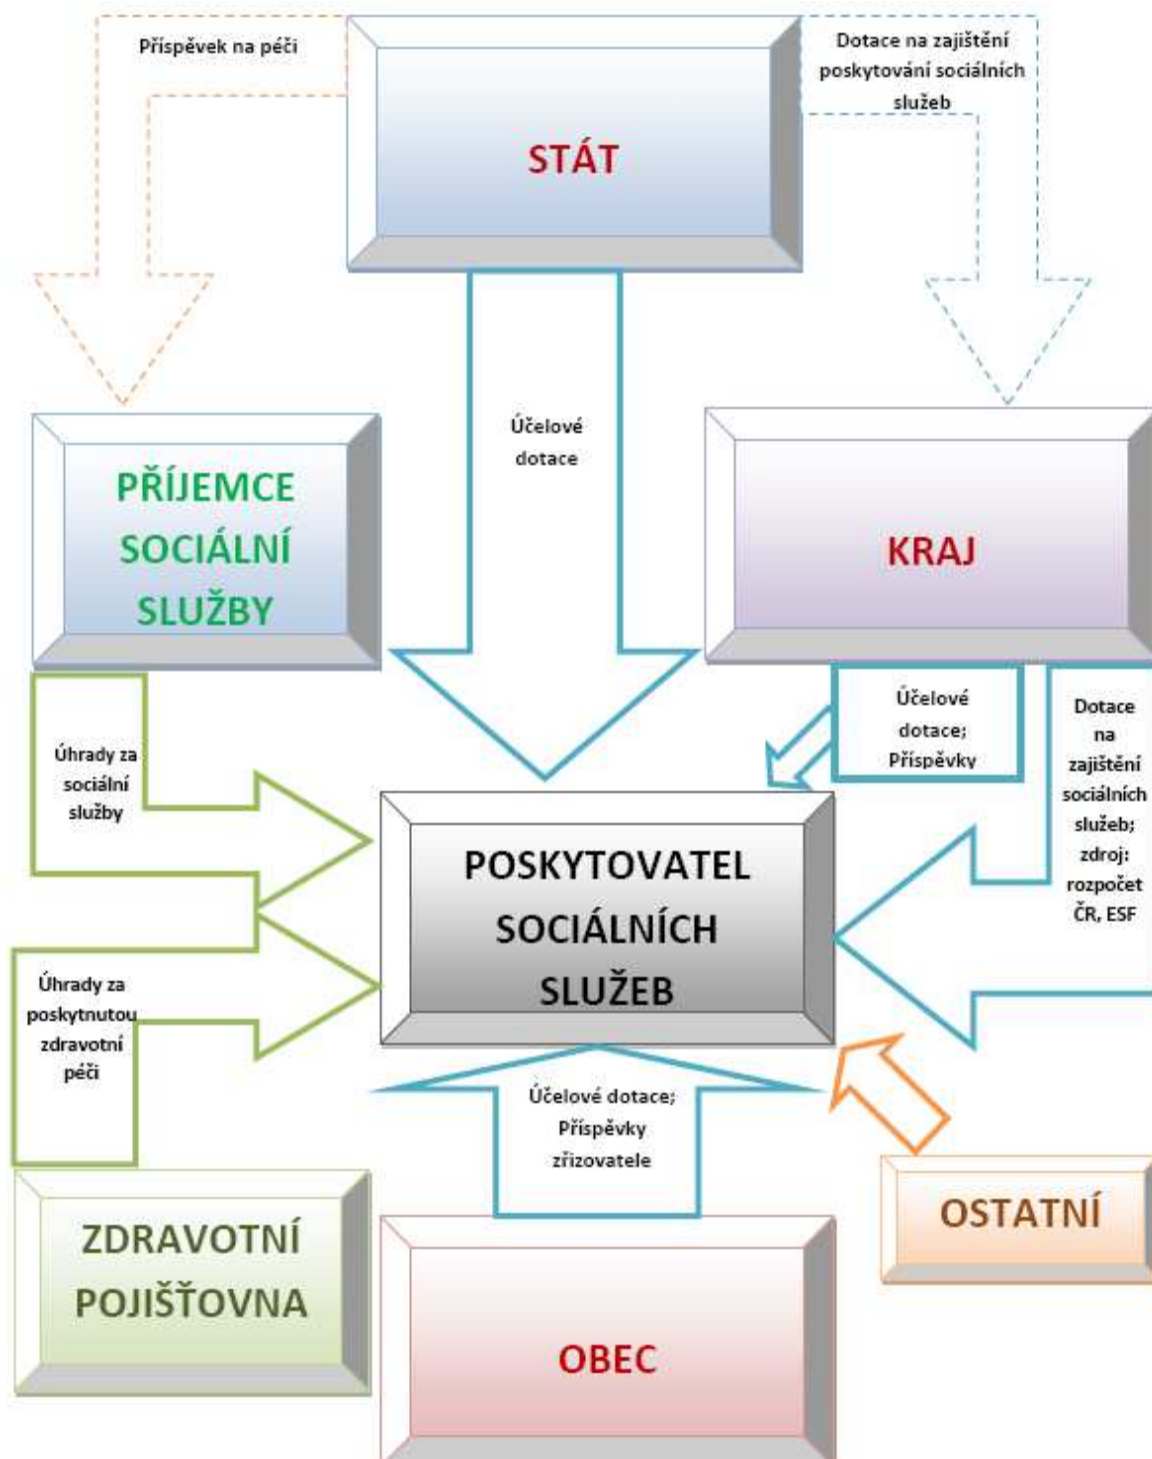 Příspěvek na péči
Dotace na zajištění
poskytování sociálních
služeb
STÁT
Účelové
dotace
PŘÍJEMCE
SOCIÁLNÍ
SLUŽBY
KRAJ
Úhrady za
sociální
služby
Účelové
dotace;
Příspěvky
Dotace
na
zajištění
sociálních
služeb;
zdroj:
rozpočet
ČR, ESF
POSKYTOVATEL
SOCIÁLNÍCH
SLUŽEB
Úhrady za
poskytnutou
zdravotní
péči
Účelové dotace;
Příspěvky
zřizovatele
OSTATNÍ
ZDRAVOTNÍ
POJIŠŤOVNA
OBEC